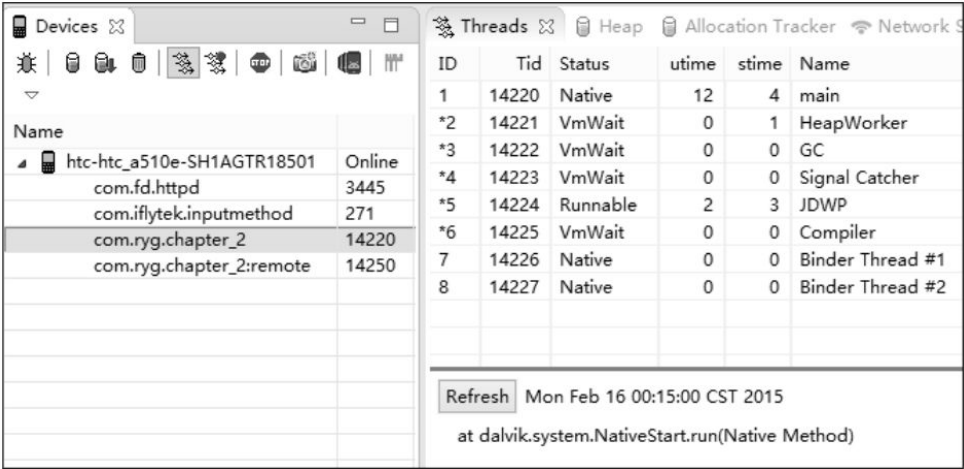 Devices
Name
htc-htc_a510e-SH1AGTR18501 Online
com.fd.httpd 3445
com.iflytek.inputmethod 271
com.ryg.chapter_2 14220
com.ryg.chapter_2:remote 14250
Threads Heap Allocation Tracker Network S
ID Tid Status utime stime Name
1 14220 Native 12 4 main
*2 14221 VmWait 0 1 HeapWorker
*3 14222 VmWait 0 0 GC
*4 14223 VmWait 0 0 Signal Catcher
*5 14224 Runnable 2 3 JDWP
*6 14225 VmWait 0 0 Compiler
7 14226 Native 0 0 Binder Thread #1
8 14227 Native 0 0 Binder Thread #2
Refresh Mon Feb 16 00:15:00 CST 2015
at dalvik.system.NativeStart.run(Native Method)